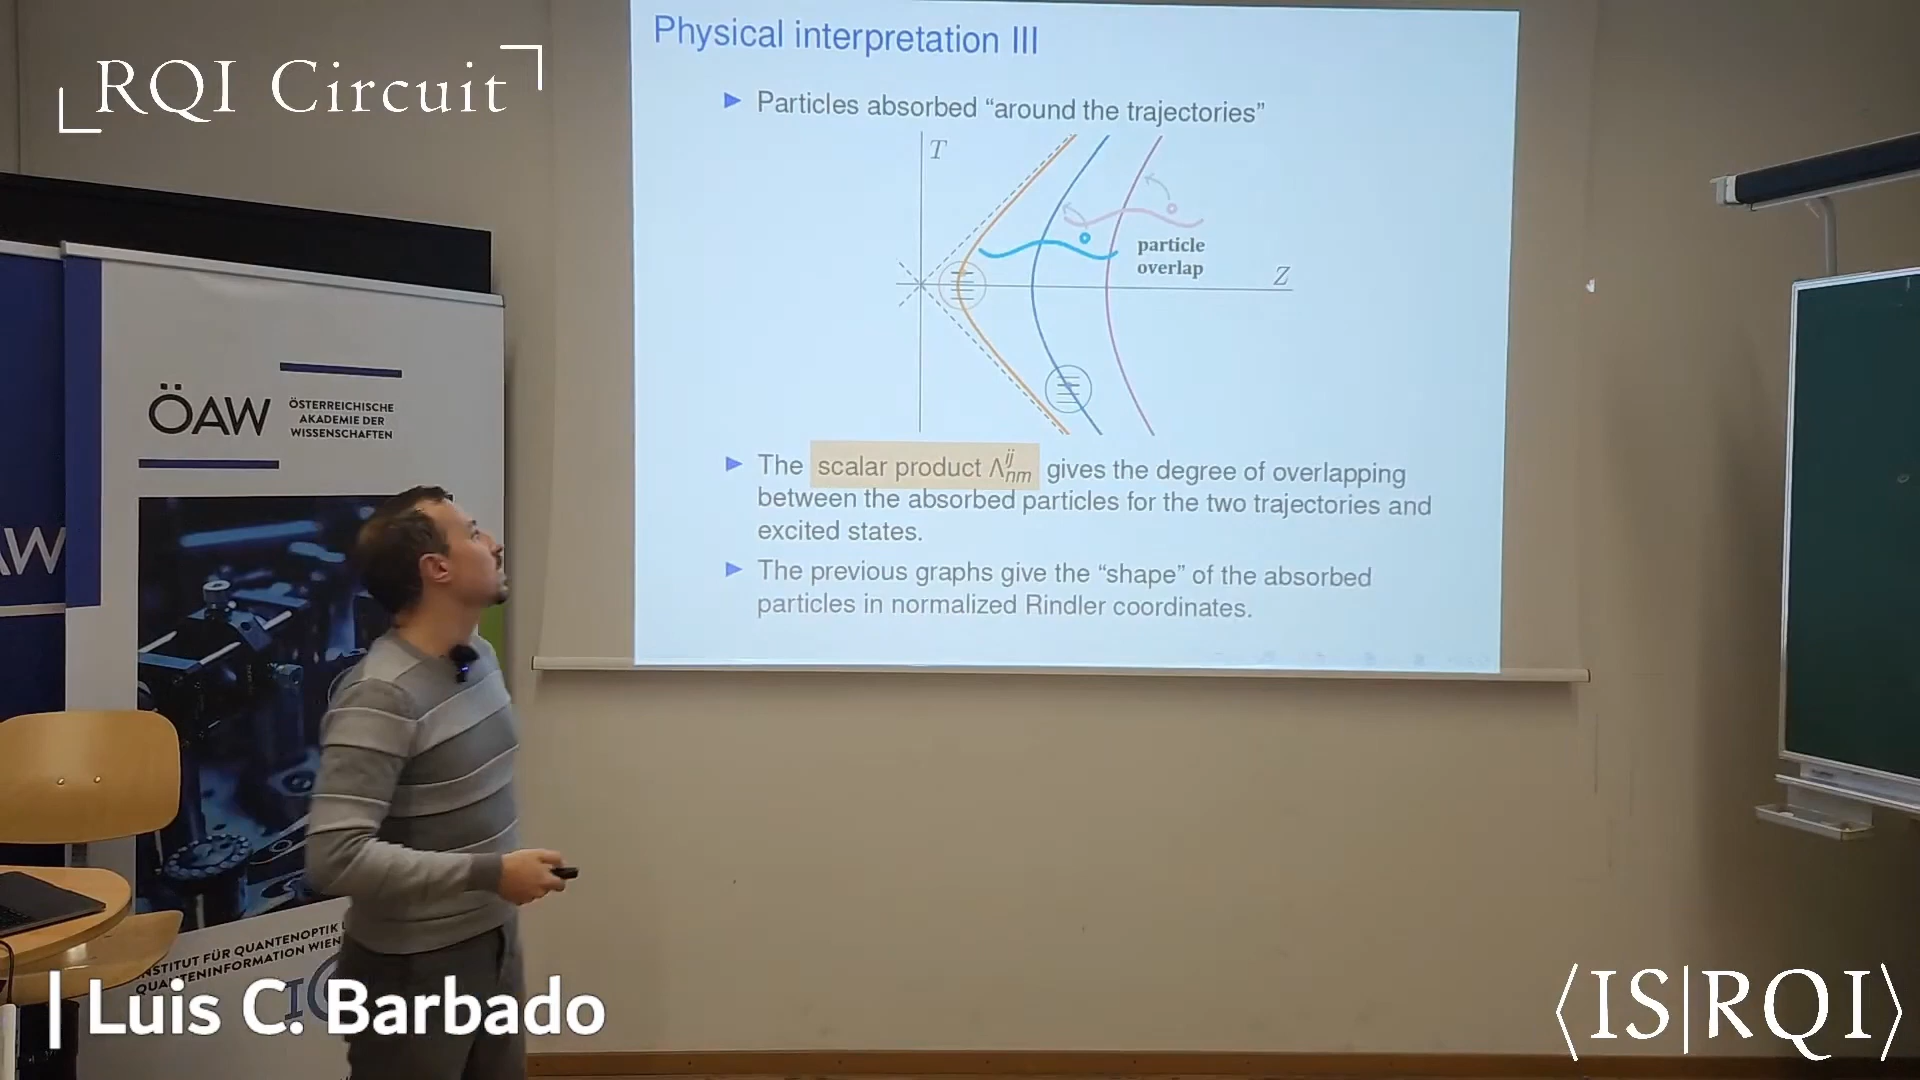 RQI Circuit
Physical interpretation III
Particles absorbed “around the trajectories”
T
particle
overlap
Z
The scalar product Λ^{ij}_{nm} gives the degree of overlapping
between the absorbed particles for the two trajectories and
excited states.
The previous graphs give the “shape” of the absorbed
particles in normalized Rindler coordinates.
ÖAW
ÖSTERREICHISCHE
AKADEMIE DER
WISSENSCHAFTEN
AW
INSTITUT FÜR QUANTENOPTIK U
QUANTENINFORMATION WIEN
| Luis C. Barbado
⟨IS|RQI⟩